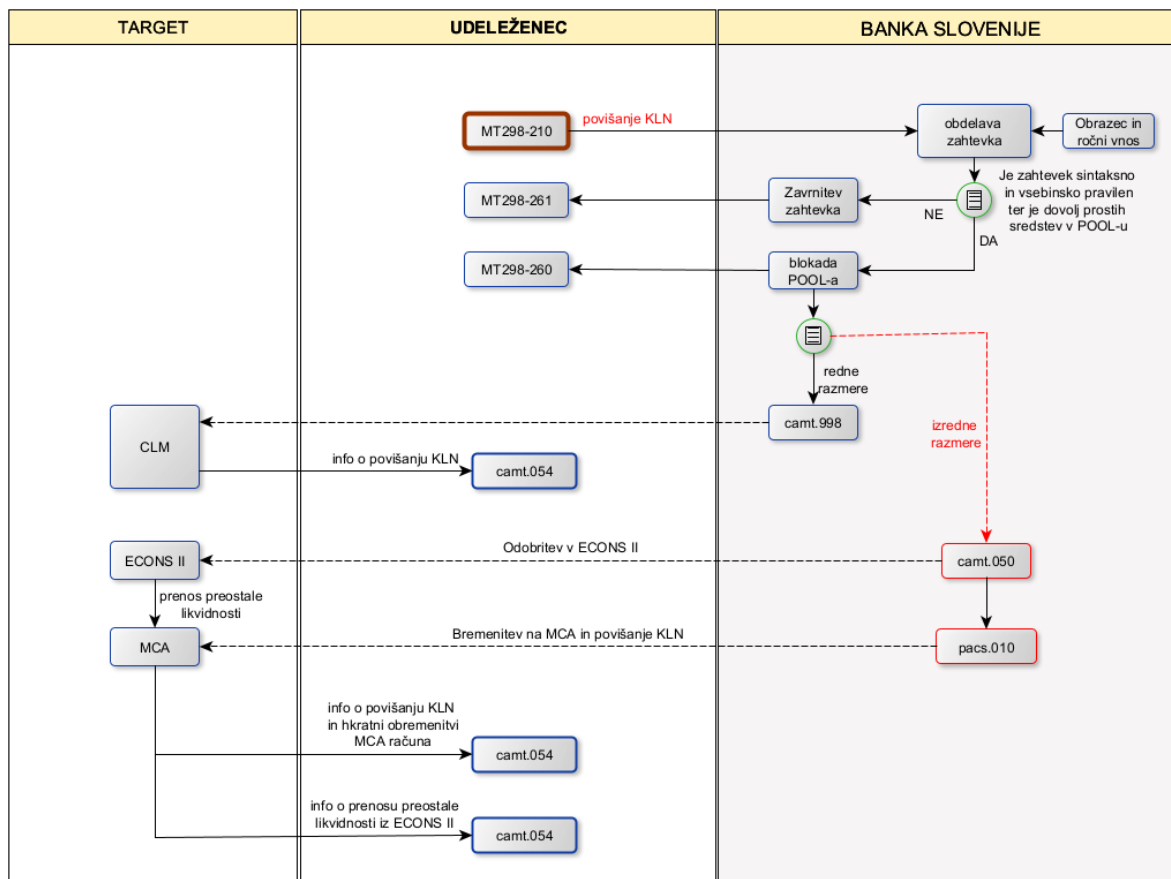 TARGET
UDELEŽENEC
BANKA SLOVENIJE
MT298-210
povišanje KLN
obdelava
zahtevka
Obrazec in
ročni vnos
Je zahtevek sintaksno
in vsebinsko pravilen
ter je dovolj prostih
sredstev v POOL-u
MT298-261
Zavrnitev
zahtevka
NE
DA
MT298-260
blokada
POOL-a
redne
razmere
izredne
razmere
CLM
camt.998
info o povišanju KLN
camt.054
ECONS II
Odobritev v ECONS II
camt.050
prenos preostale
likvidnosti
MCA
Bremenitev na MCA in povišanje KLN
pacs.010
info o povišanju KLN
in hkratni obremenitvi
MCA računa
camt.054
info o prenosu preostale
likvidnosti iz ECONS II
camt.054